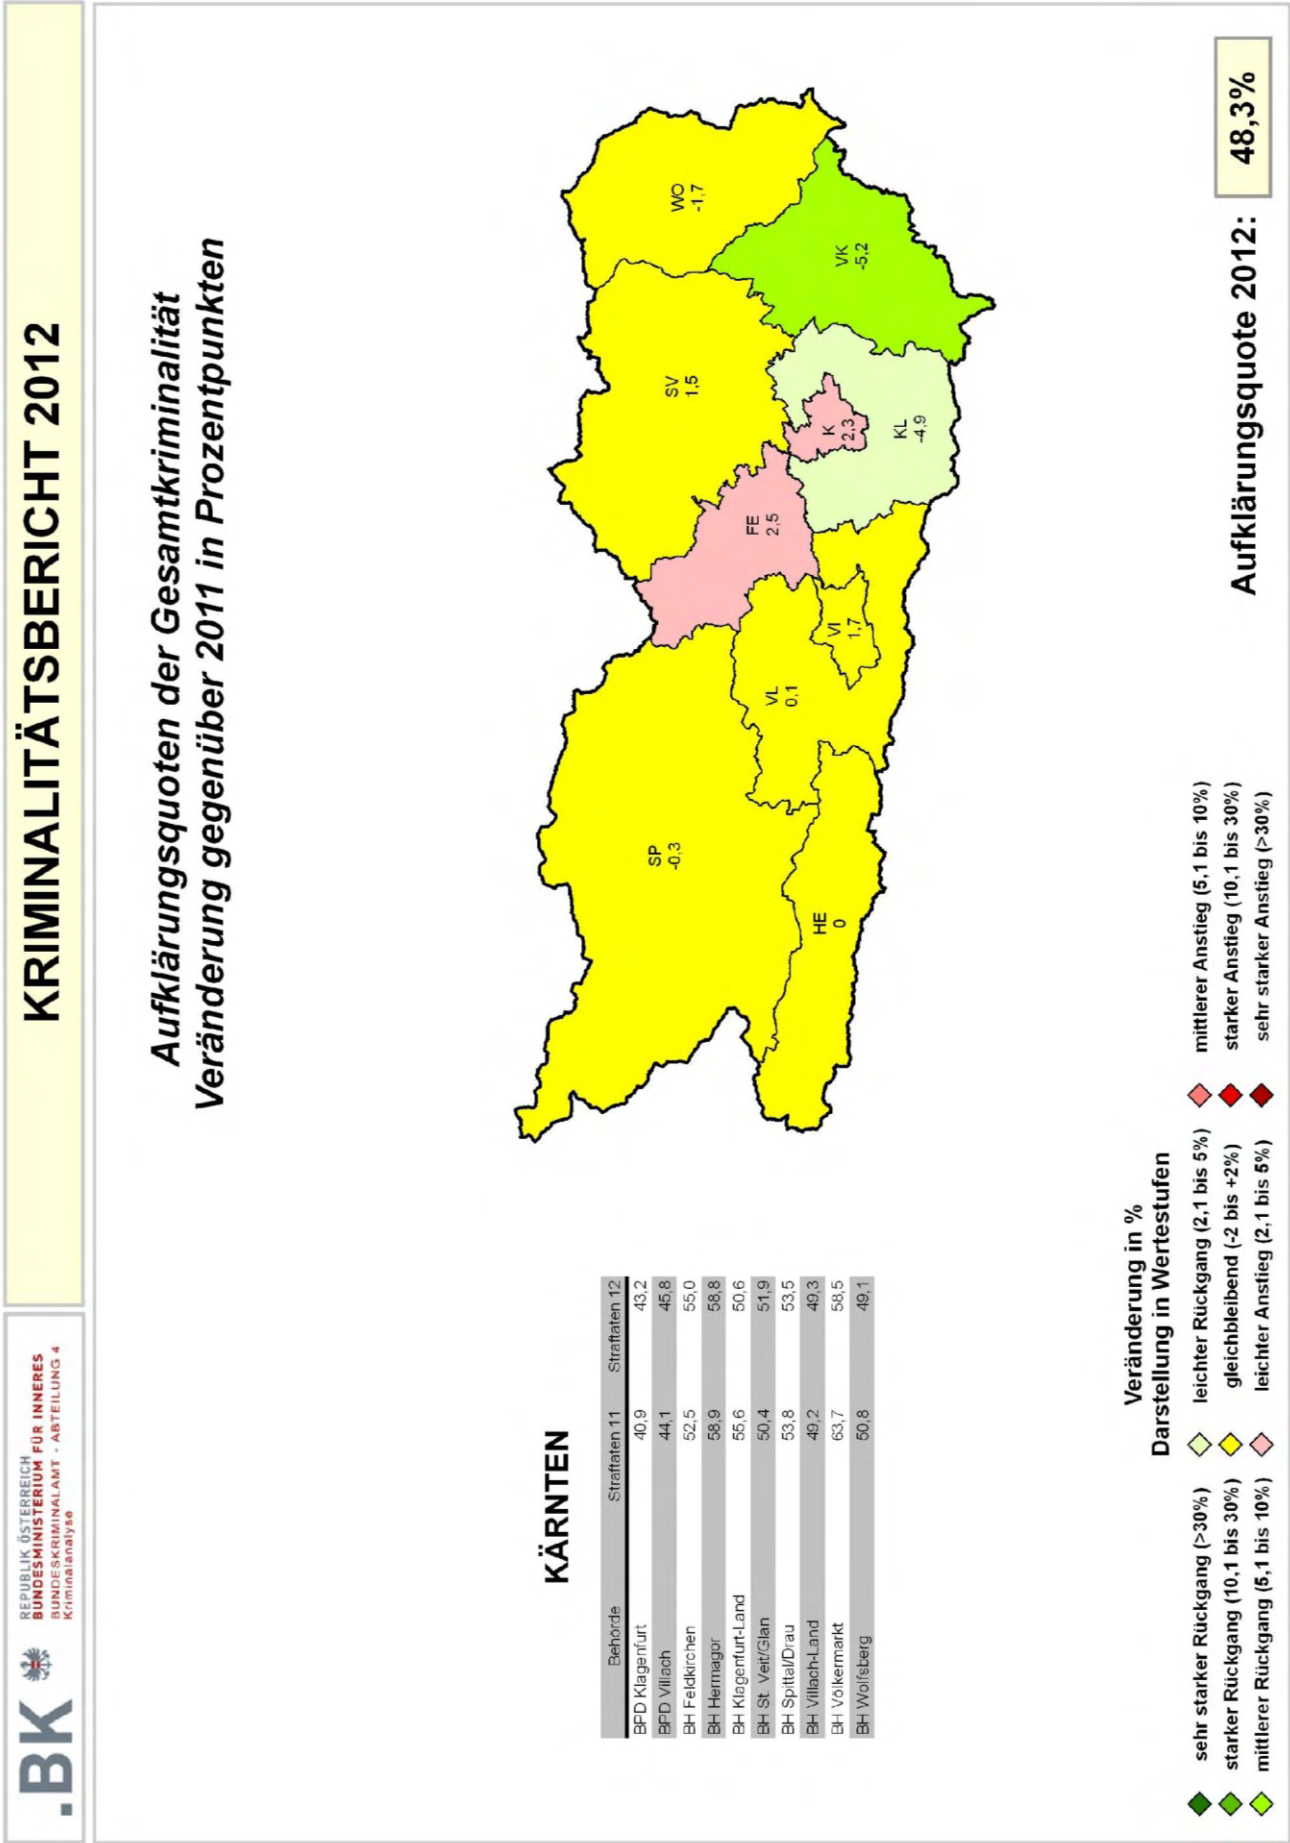 .BK
REPUBLIK ÖSTERREICH
BUNDESMINISTERIUM FÜR INNERES
BUNDESKRIMINALAMT - ABTEILUNG 4
Kriminalanalyse
KRIMINALITÄTSBERICHT 2012
Aufklärungsquoten der Gesamtkriminalität
Veränderung gegenüber 2011 in Prozentpunkten
KÄRNTEN
Behörde Straftaten 11 Straftaten 12
BPD Klagenfurt 40,9 43,2
BPD Villach 44,1 45,8
BH Feldkirchen 52,5 55,0
BH Hermagor 58,9 58,8
BH Klagenfurt-Land 55,6 50,6
BH St. Veit/Glan 50,4 51,9
BH Spittal/Drau 53,8 53,5
BH Villach-Land 49,2 49,3
BH Völkermarkt 63,7 58,5
BH Wolfsberg 50,8 49,1
SP
-0,3
HE
0
VL
0,1
VI
1,7
FE
2,5
SV
1,5
K
2,3
KL
-4,9
WO
-1,7
VK
-5,2
Veränderung in %
Darstellung in Wertestufen
sehr starker Rückgang (>30%)
starker Rückgang (10,1 bis 30%)
mittlerer Rückgang (5,1 bis 10%)
leichter Rückgang (2,1 bis 5%)
gleichbleibend (-2 bis +2%)
leichter Anstieg (2,1 bis 5%)
mittlerer Anstieg (5,1 bis 10%)
starker Anstieg (10,1 bis 30%)
sehr starker Anstieg (>30%)
Aufklärungsquote 2012: 48,3%